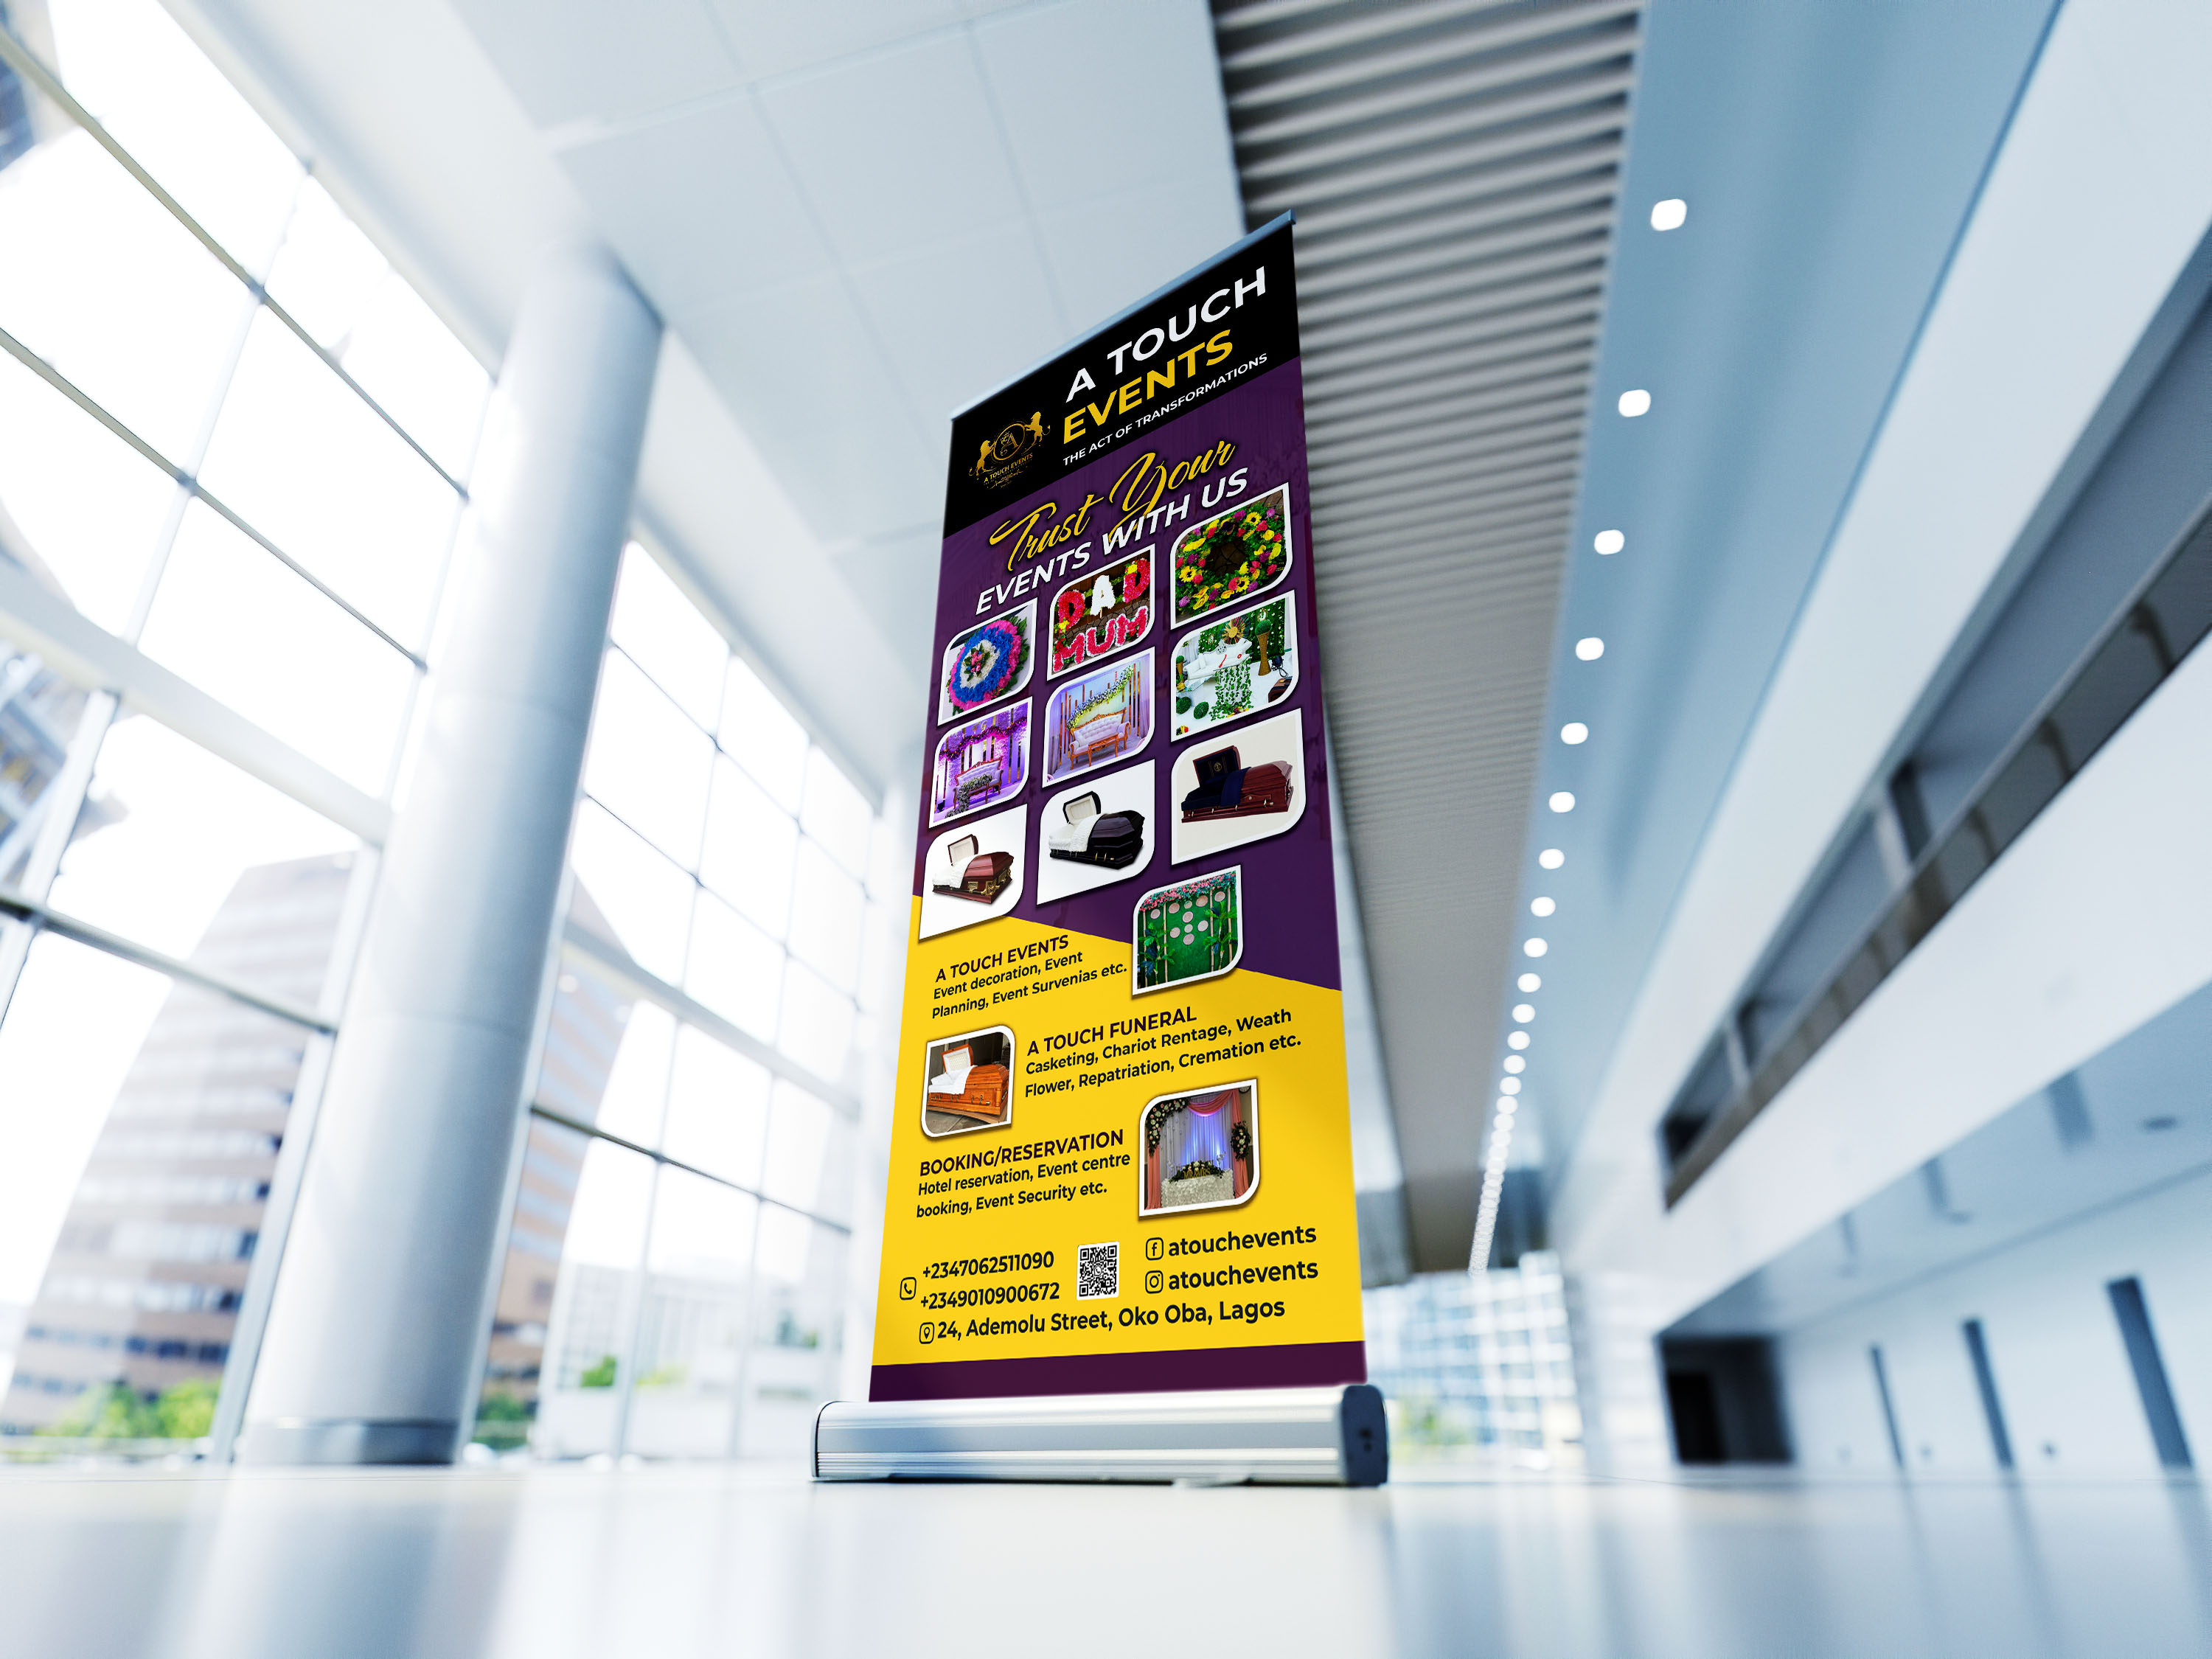 A TOUCH
EVENTS
THE ACT OF TRANSFORMATIONS
A TOUCH EVENTS
Trust Your
EVENTS WITH US
DAD
MUM
A TOUCH EVENTS
Event decoration, Event
Planning, Event Survenias etc.
A TOUCH FUNERAL
Casketing, Chariot Rentage, Weath
Flower, Repatriation, Cremation etc.
BOOKING/RESERVATION
Hotel reservation, Event centre
booking, Event Security etc.
+2347062511090
+2349010900672
atouchevents
atouchevents
24, Ademolu Street, Oko Oba, Lagos